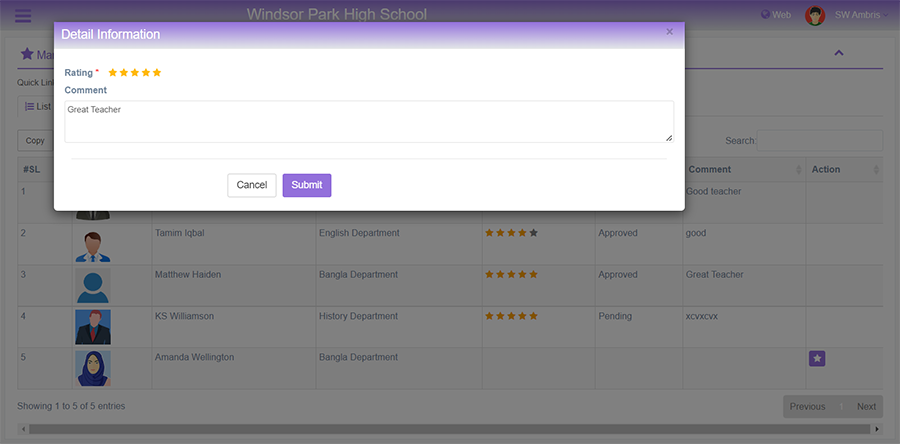 Windsor Park High School
Web
SW Ambris
Detail Information
×
Rating *
Comment
Great Teacher
Cancel
Submit
Quick Lin
List
Copy
Search:
#SL
Comment
Action
1
Good teacher
2
Tamim Iqbal
English Department
Approved
good
3
Matthew Haiden
Bangla Department
Approved
Great Teacher
4
KS Williamson
History Department
Pending
xcvxcvx
5
Amanda Wellington
Bangla Department
Showing 1 to 5 of 5 entries
Previous
1
Next